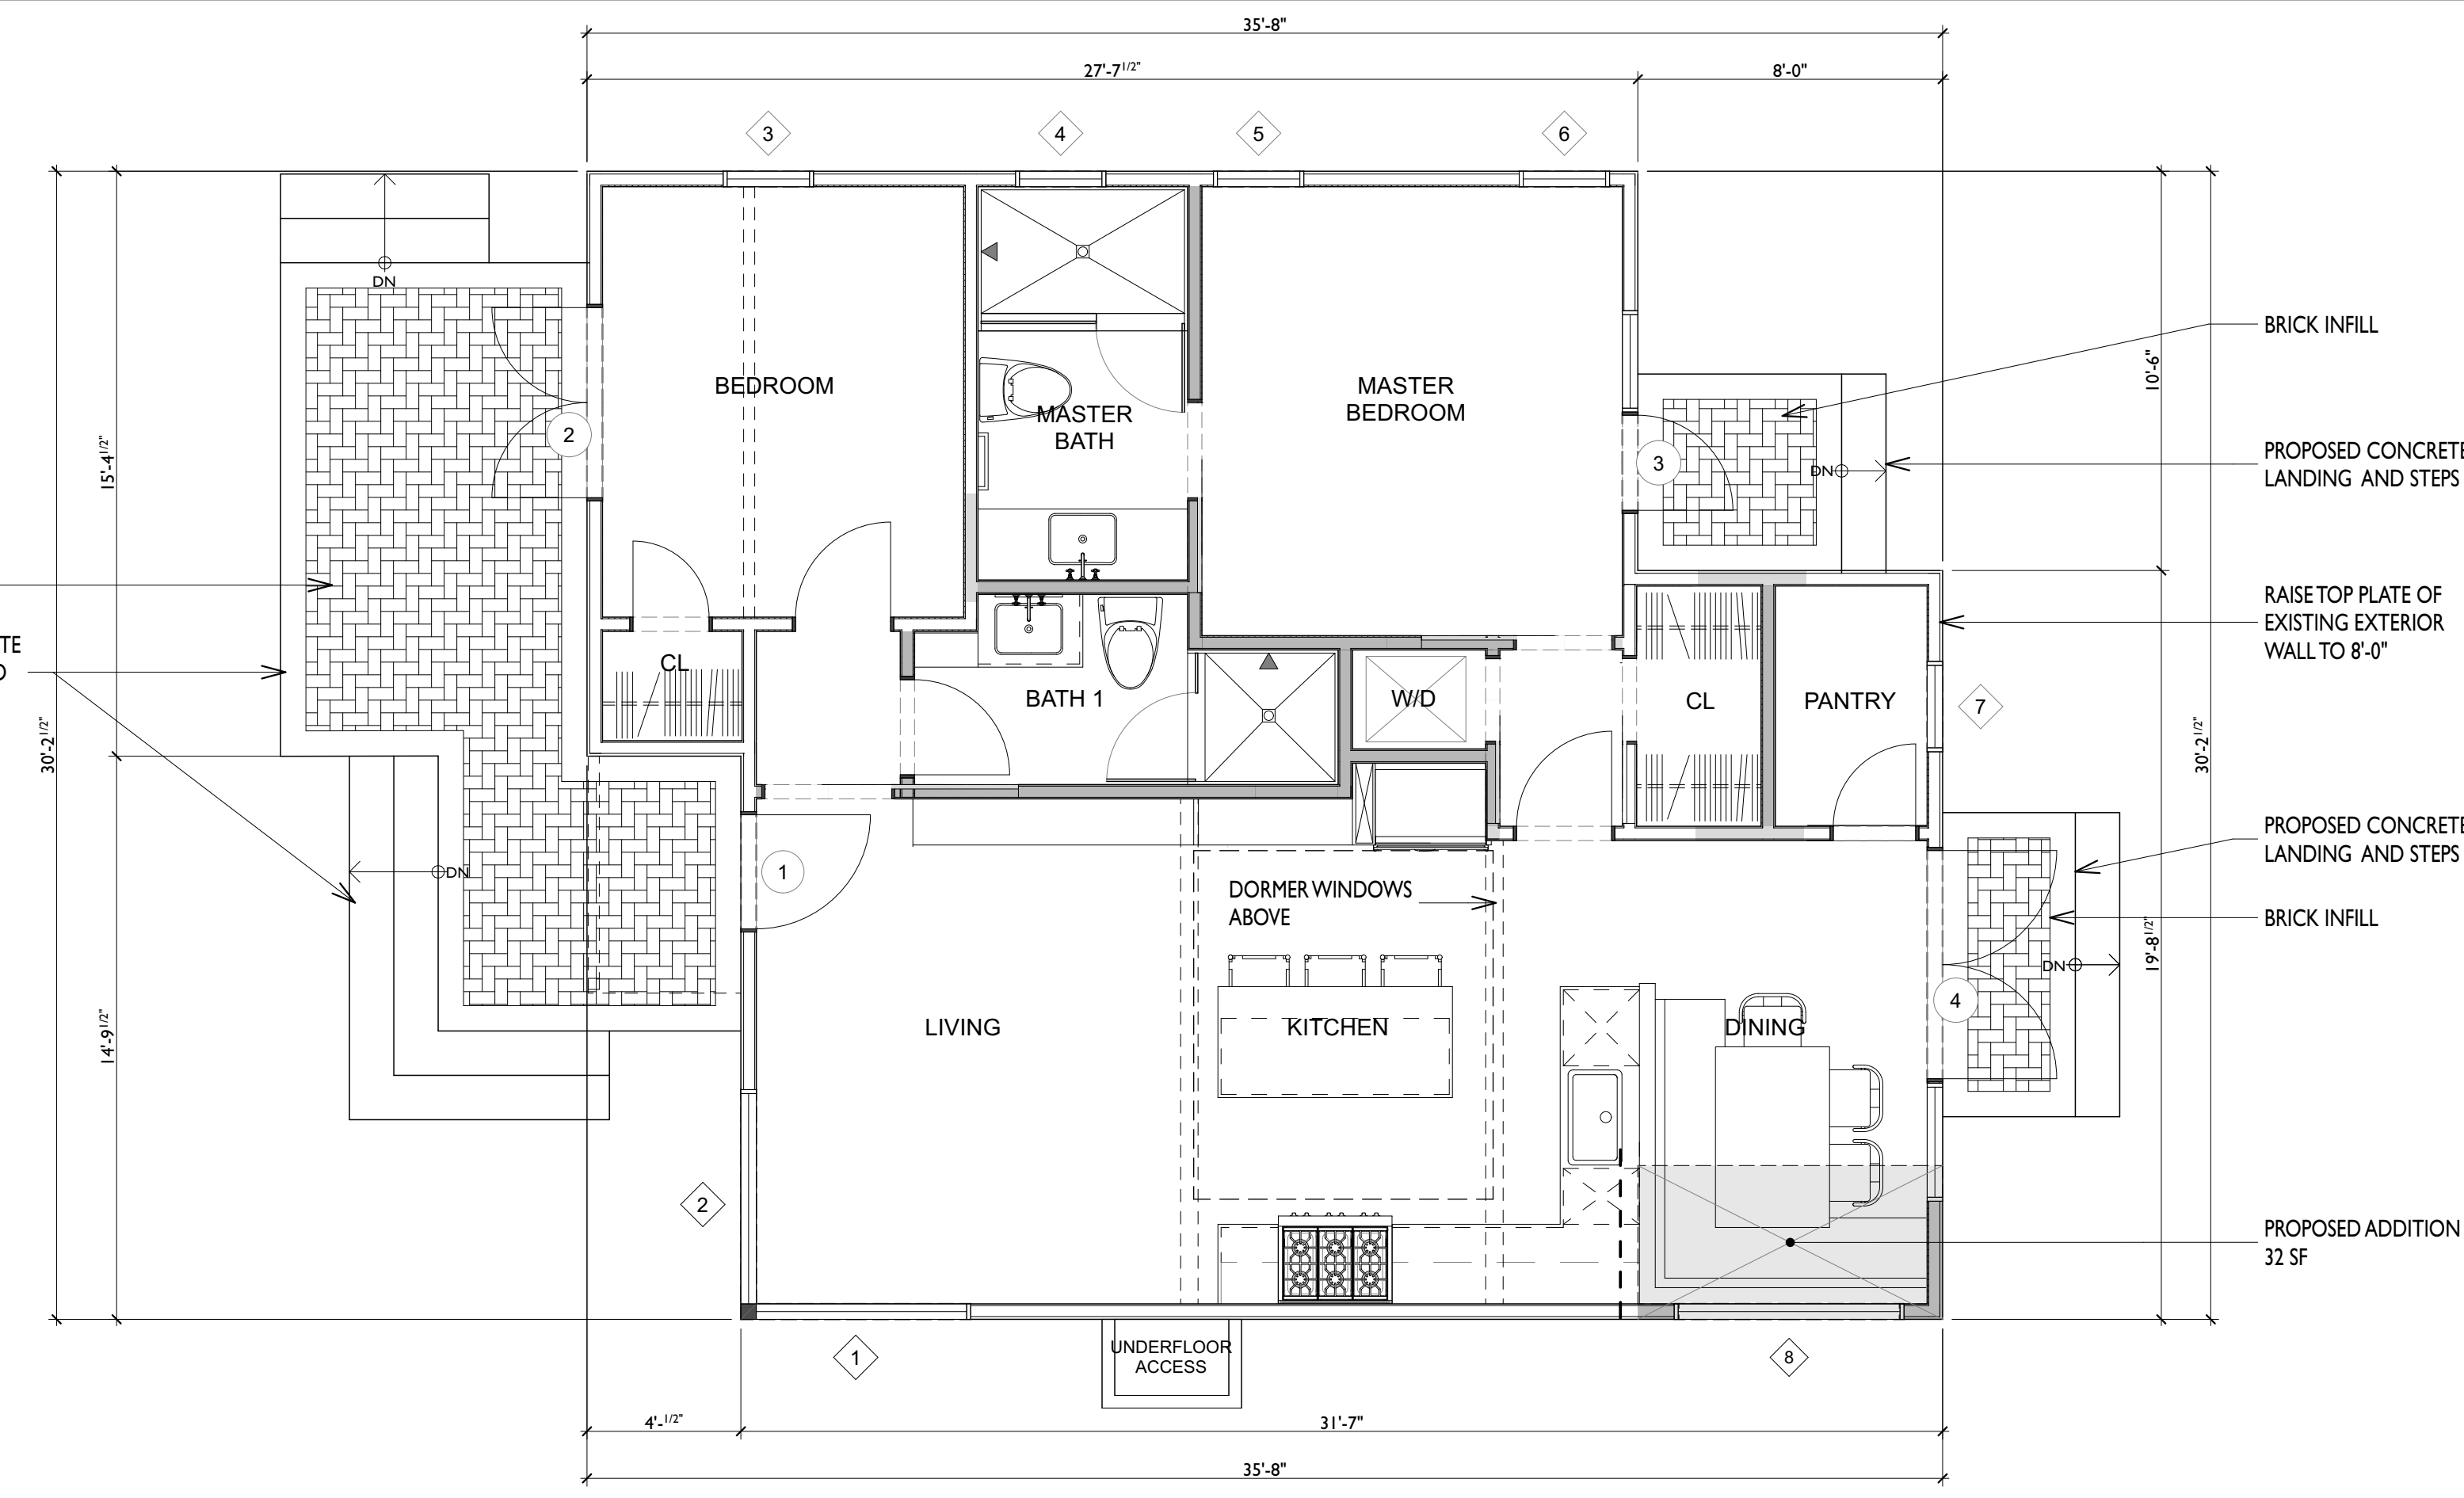 35'-8"
27'-7 1/2"
8'-0"
3
4
5
6
DN
BRICK INFILL
BEDROOM
MASTER
BATH
MASTER
BEDROOM
10'-6"
2
3
DN
PROPOSED CONCRETE
LANDING AND STEPS
15'-4 1/2"
RAISE TOP PLATE OF
EXISTING EXTERIOR
WALL TO 8'-0"
TE
CL
BATH 1
W/D
CL
PANTRY
7
30'-2 1/2"
30'-2 1/2"
PROPOSED CONCRETE
LANDING AND STEPS
DN
1
DORMER WINDOWS
ABOVE
BRICK INFILL
19'-8 1/2"
DN
4
14'-9 1/2"
LIVING
KITCHEN
DINING
2
PROPOSED ADDITION
32 SF
1
UNDERFLOOR
ACCESS
8
4'-1/2"
31'-7"
35'-8"